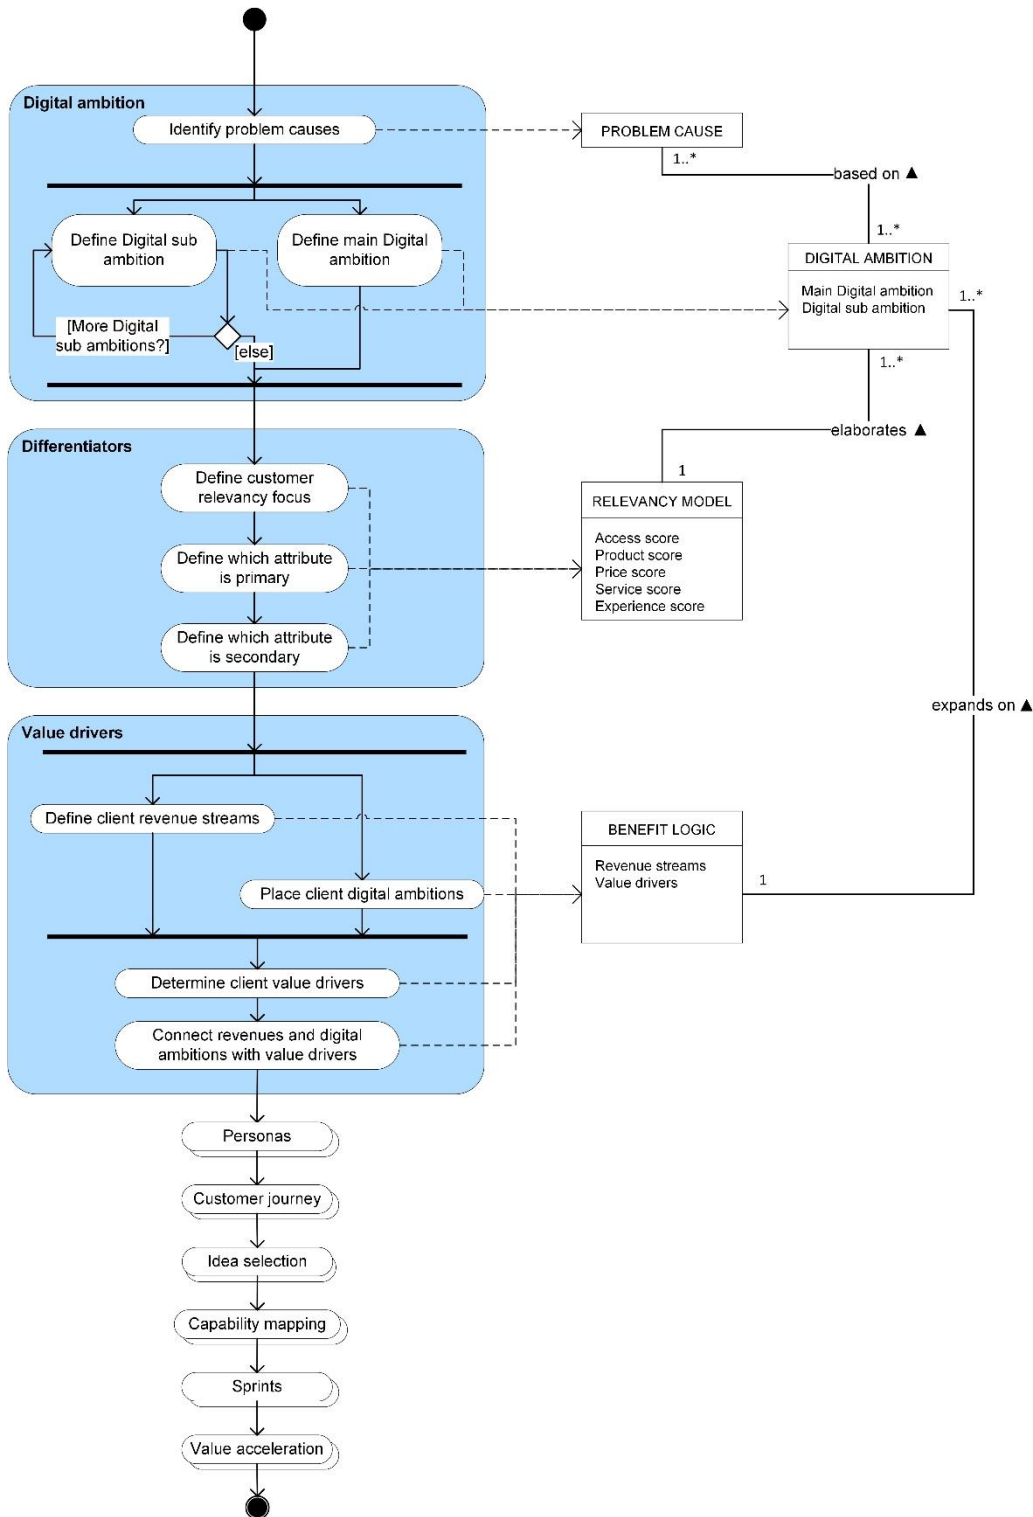 Digital ambition
Identify problem causes
PROBLEM CAUSE
1..*
based on ▲
1..*
Define Digital sub
ambition
Define main Digital
ambition
DIGITAL AMBITION
Main Digital ambition
Digital sub ambition
1..*
[More Digital
sub ambitions?]
[else]
1..*
elaborates ▲
1
Differentiators
Define customer
relevancy focus
Define which attribute
is primary
Define which attribute
is secondary
RELEVANCY MODEL
Access score
Product score
Price score
Service score
Experience score
expands on ▲
Value drivers
Define client revenue streams
Place client digital ambitions
BENEFIT LOGIC
Revenue streams
Value drivers
1
Determine client value drivers
Connect revenues and digital
ambitions with value drivers
Personas
Customer journey
Idea selection
Capability mapping
Sprints
Value acceleration